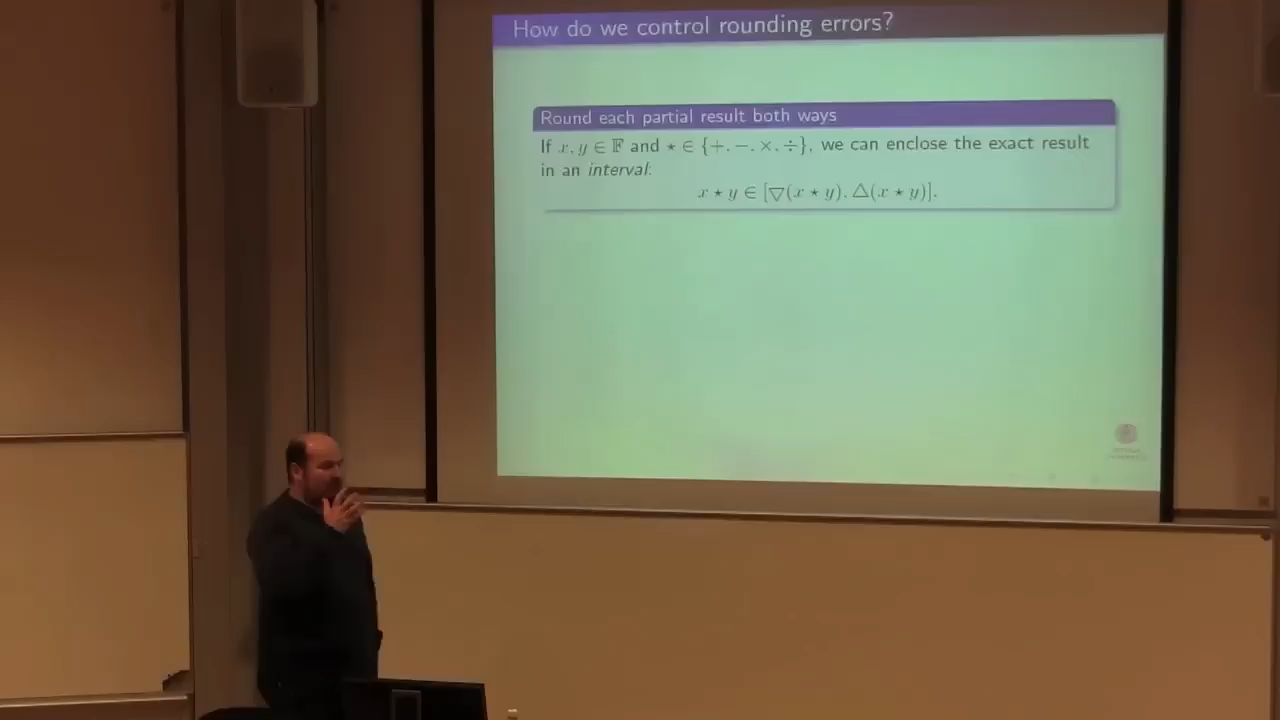 How do we control rounding errors?
Round each partial result both ways
If x, y ∈ 𝔽 and ⋆ ∈ {+, −, ×, ÷}, we can enclose the exact result
in an interval:
x ⋆ y ∈ [▽(x ⋆ y), △(x ⋆ y)].